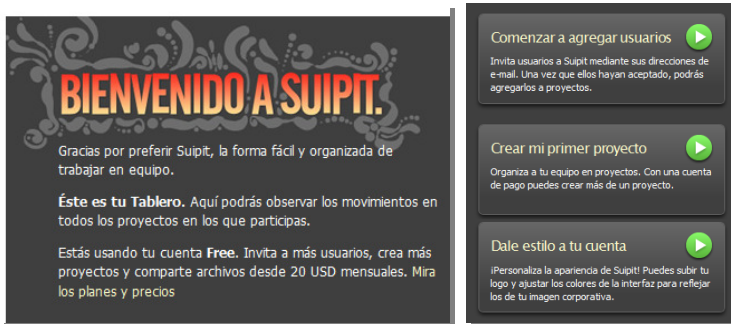 BIENVENIDO A SUIPIT.
Gracias por preferir Suipit, la forma fácil y organizada de
trabajar en equipo.
Éste es tu Tablero. Aquí podrás observar los movimientos en
todos los proyectos en los que participas.
Estás usando tu cuenta Free. Invita a más usuarios, crea más
proyectos y comparte archivos desde 20 USD mensuales. Mira
los planes y precios
Comenzar a agregar usuarios
Invita usuarios a Suipit mediante sus direcciones de
e-mail. Una vez que ellos hayan aceptado, podrás
agregarlos a proyectos.
Crear mi primer proyecto
Organiza a tu equipo en proyectos. Con una cuenta
de pago puedes crear más de un proyecto.
Dale estilo a tu cuenta
¡Personaliza la apariencia de Suipit! Puedes subir tu
logo y ajustar los colores de la interfaz para reflejar
los de tu imagen corporativa.